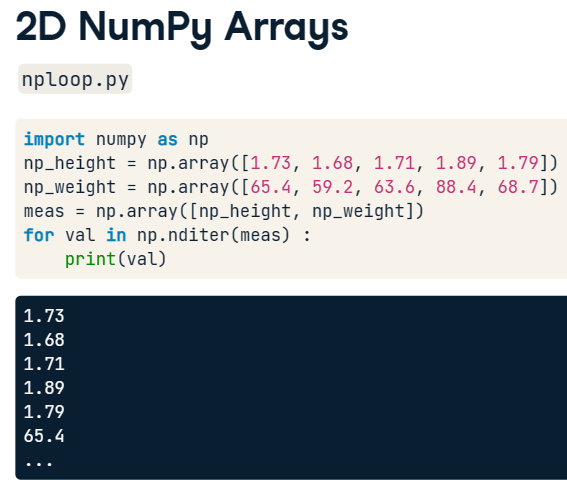 2D NumPy Arrays
nploop.py
import numpy as np
np_height = np.array([1.73, 1.68, 1.71, 1.89, 1.79])
np_weight = np.array([65.4, 59.2, 63.6, 88.4, 68.7])
meas = np.array([np_height, np_weight])
for val in np.nditer(meas) :
    print(val)
1.73
1.68
1.71
1.89
1.79
65.4
...